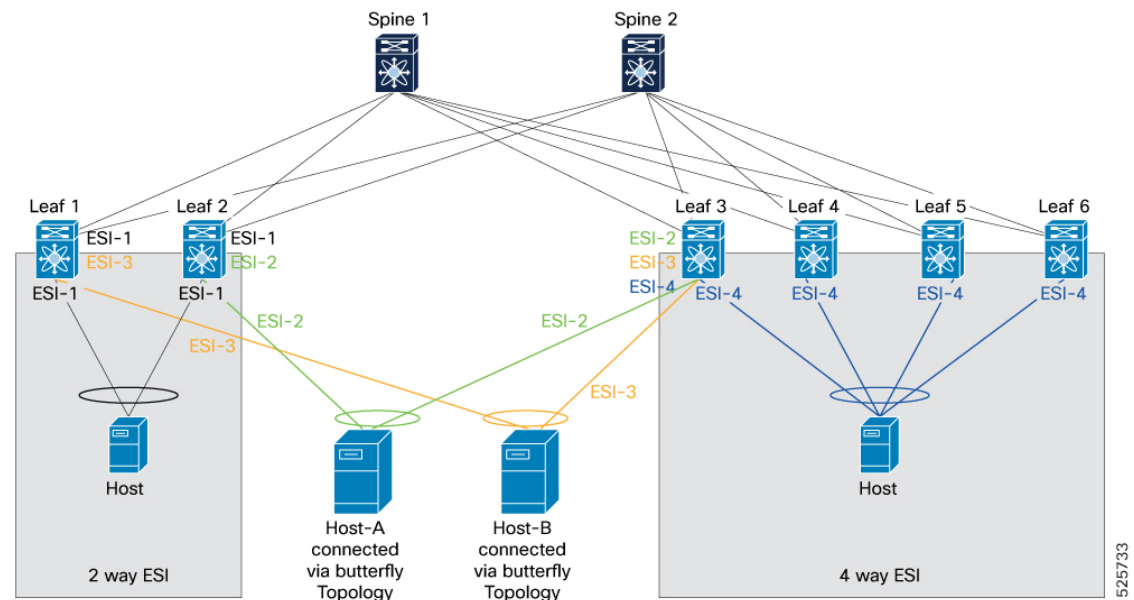 Spine 1
Spine 2
Leaf 1
Leaf 2
Leaf 3
Leaf 4
Leaf 5
Leaf 6
ESI-1
ESI-3
ESI-1
ESI-1
ESI-2
ESI-1
ESI-2
ESI-3
ESI-4
ESI-4
ESI-4
ESI-4
ESI-4
ESI-2
ESI-2
ESI-3
ESI-3
Host
Host-A
connected
via butterfly
Topology
Host-B
connected
via butterfly
Topology
Host
2 way ESI
4 way ESI
525733